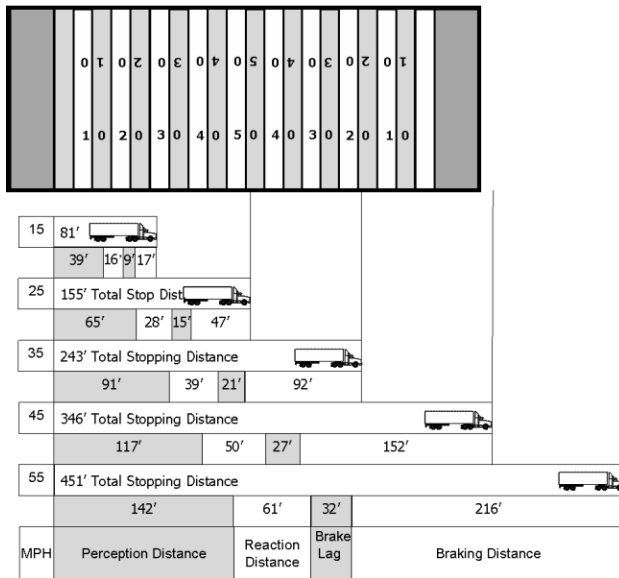 0 1 0 2 0 3 0 4 0 5 0 4 0 3 0 2 0 1
1 0 2 0 3 0 4 0 5 0 4 0 3 0 2 0 1 0
15 81'
39' 16' 9' 17'
25 155' Total Stop Dist
65' 28' 15' 47'
35 243' Total Stopping Distance
91' 39' 21' 92'
45 346' Total Stopping Distance
117' 50' 27' 152'
55 451' Total Stopping Distance
142' 61' 32' 216'
MPH Perception Distance Reaction Distance Brake Lag Braking Distance